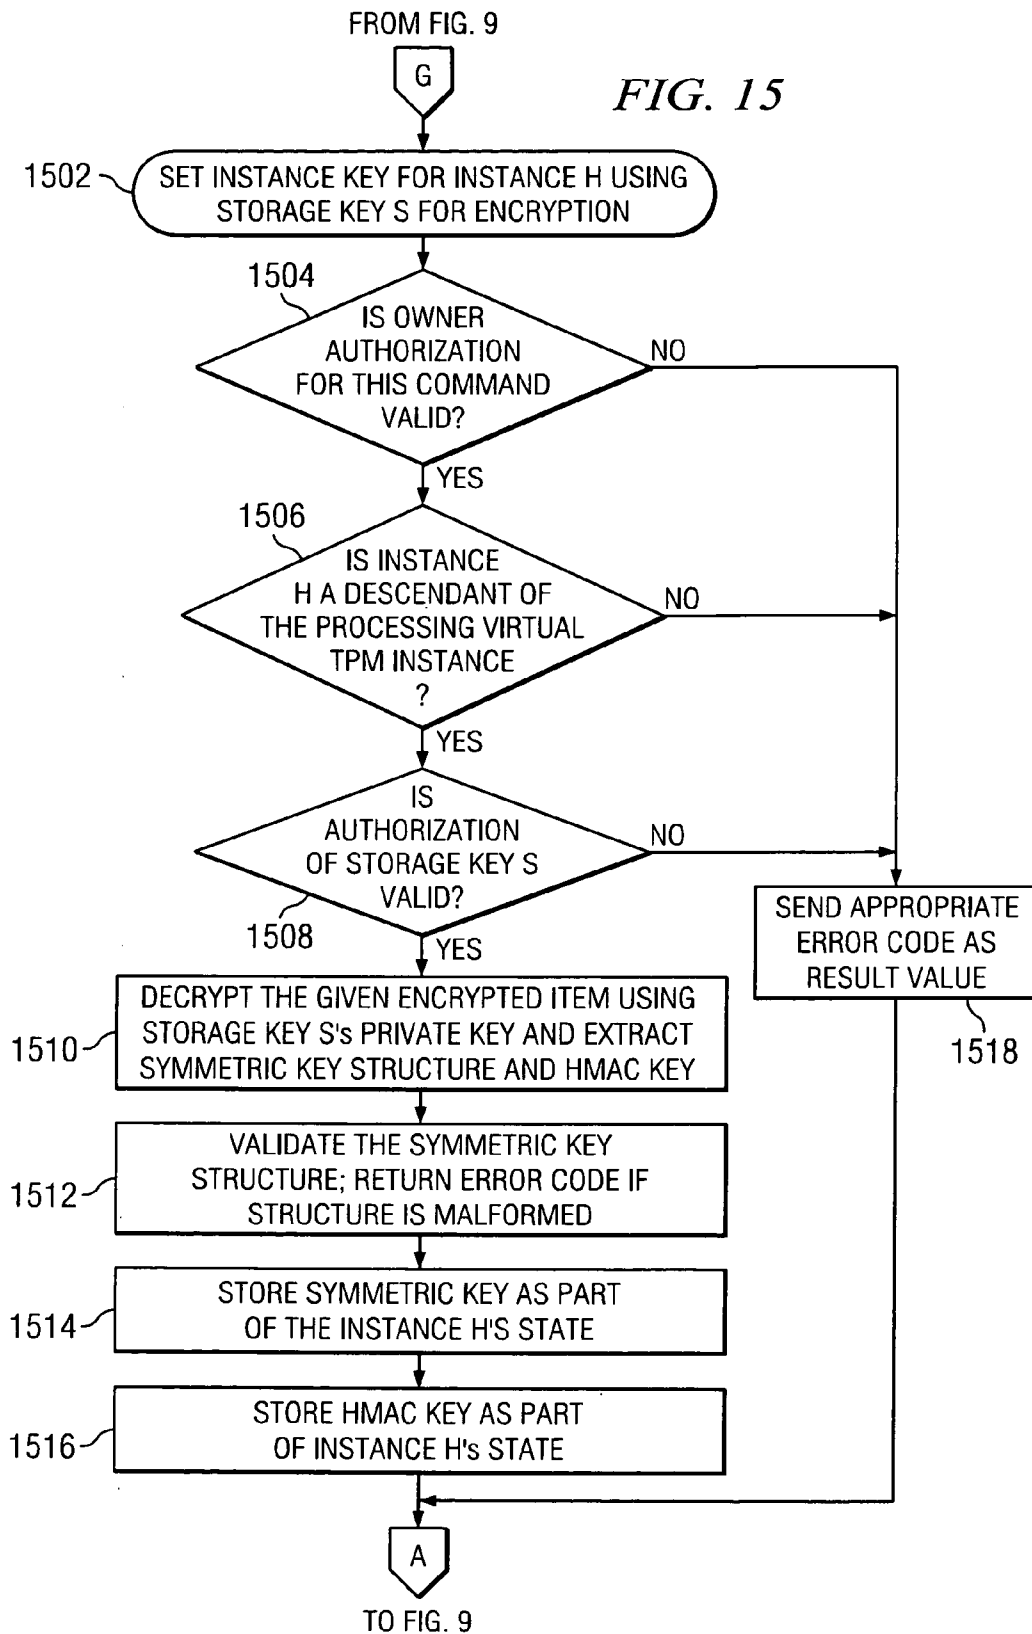 FROM FIG. 9
G
FIG. 15
1502
SET INSTANCE KEY FOR INSTANCE H USING
STORAGE KEY S FOR ENCRYPTION
1504
IS OWNER
AUTHORIZATION
FOR THIS COMMAND
VALID?
NO
YES
1506
IS INSTANCE
H A DESCENDANT OF
THE PROCESSING VIRTUAL
TPM INSTANCE
?
NO
YES
IS
AUTHORIZATION
OF STORAGE KEY S
VALID?
NO
1508
YES
SEND APPROPRIATE
ERROR CODE AS
RESULT VALUE
1518
1510
DECRYPT THE GIVEN ENCRYPTED ITEM USING
STORAGE KEY S's PRIVATE KEY AND EXTRACT
SYMMETRIC KEY STRUCTURE AND HMAC KEY
1512
VALIDATE THE SYMMETRIC KEY
STRUCTURE; RETURN ERROR CODE IF
STRUCTURE IS MALFORMED
1514
STORE SYMMETRIC KEY AS PART
OF THE INSTANCE H'S STATE
1516
STORE HMAC KEY AS PART
OF INSTANCE H's STATE
A
TO FIG. 9